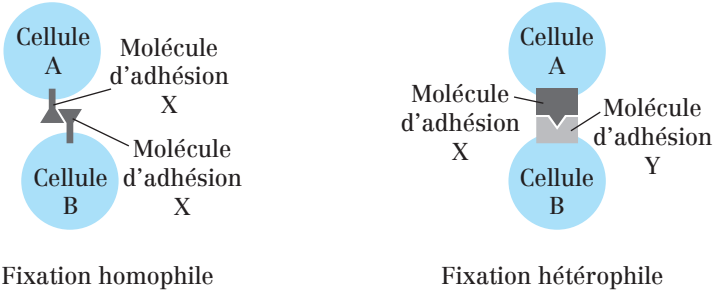 Cellule
A
Molécule
d'adhésion
X
Molécule
d'adhésion
X
Cellule
B
Fixation homophile
Cellule
A
Molécule
d'adhésion
X
Molécule
d'adhésion
Y
Cellule
B
Fixation hétérophile